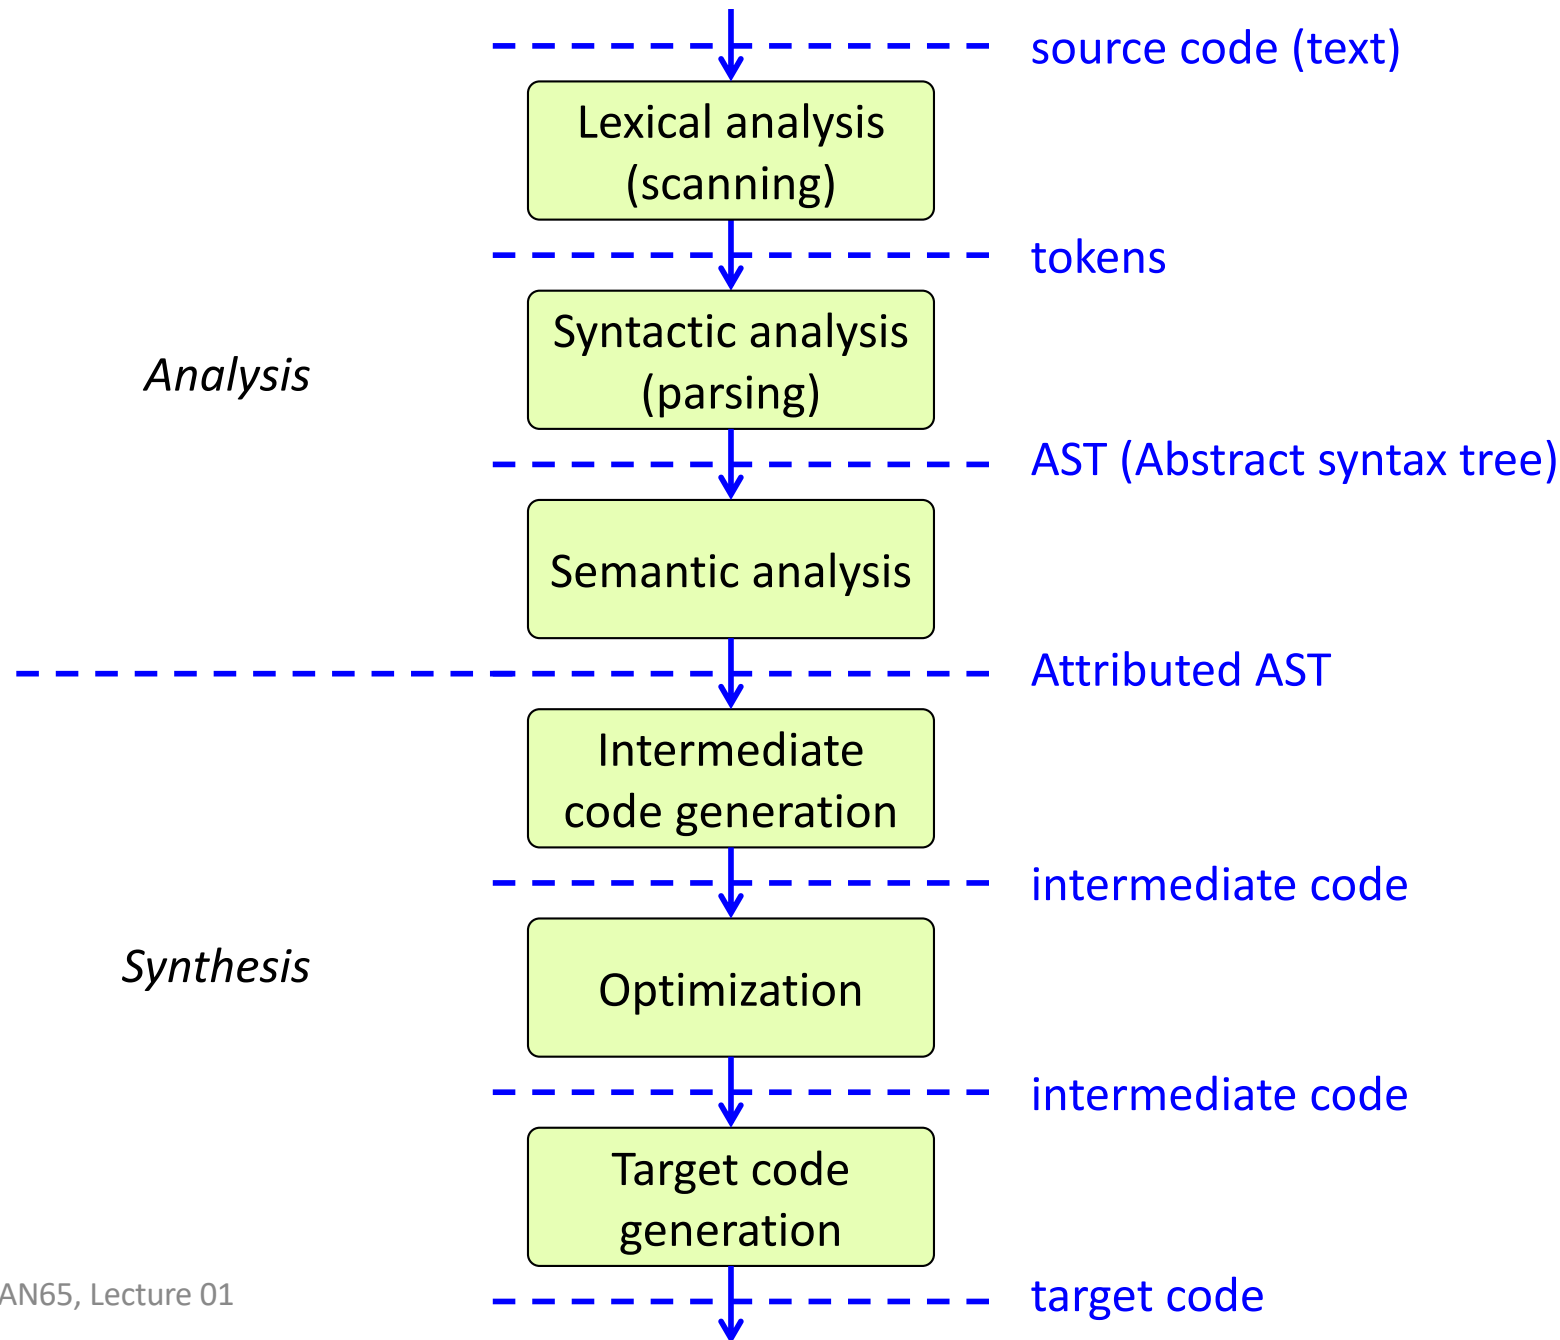 source code (text)
Lexical analysis
(scanning)
tokens
Syntactic analysis
(parsing)
Analysis
AST (Abstract syntax tree)
Semantic analysis
Attributed AST
Intermediate
code generation
intermediate code
Synthesis
Optimization
intermediate code
Target code
generation
AN65, Lecture 01
target code